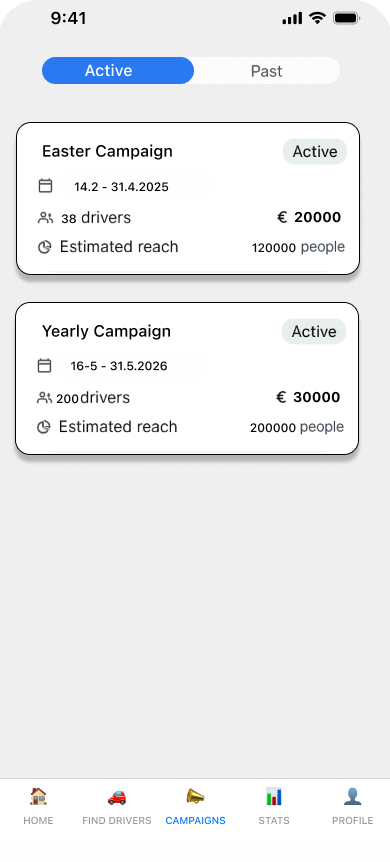 9:41
Active Past
Easter Campaign Active
14.2 - 31.4.2025
38 drivers € 20000
Estimated reach 120000 people
Yearly Campaign Active
16-5 - 31.5.2026
200drivers € 30000
Estimated reach 200000 people
HOME FIND DRIVERS CAMPAIGNS STATS PROFILE